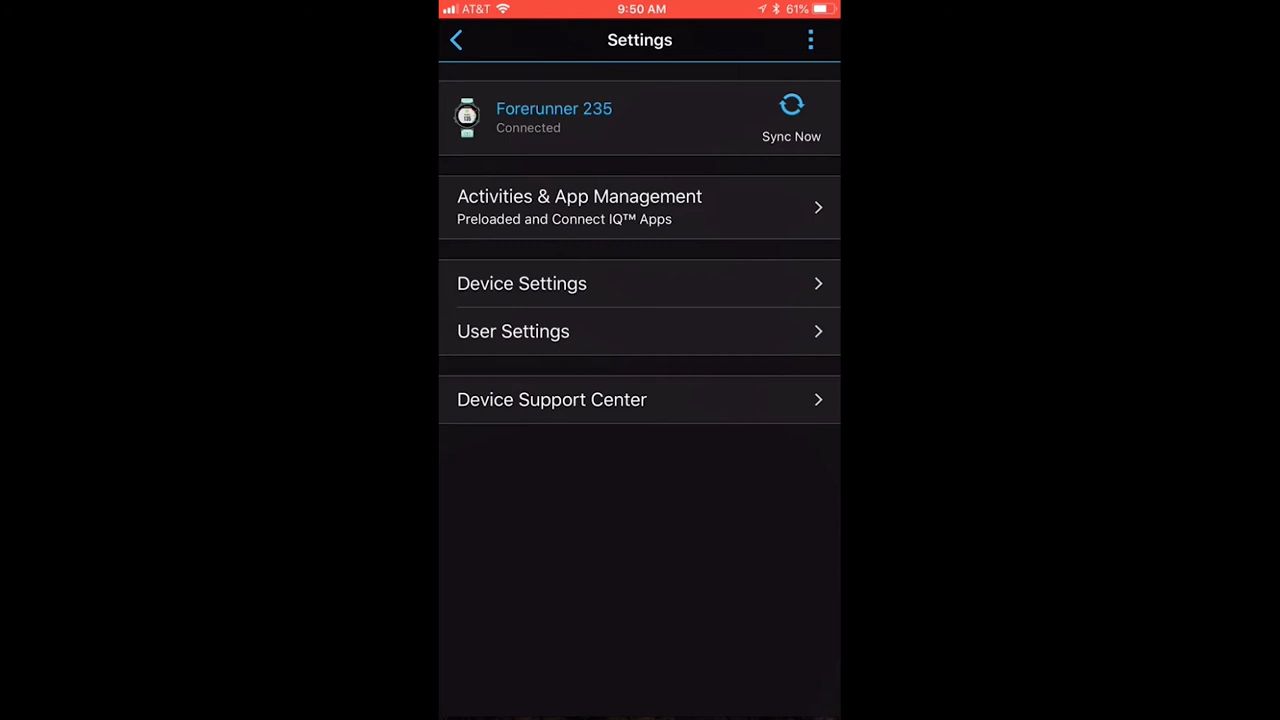 AT&T 9:50 AM 61%
Settings
Forerunner 235
Connected
Sync Now
Activities & App Management
Preloaded and Connect IQ™ Apps
Device Settings
User Settings
Device Support Center